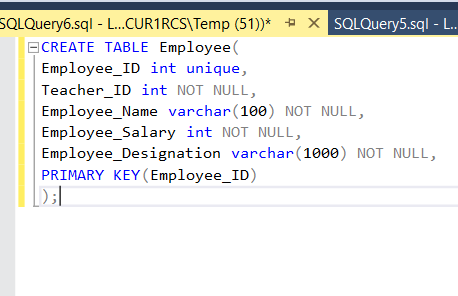 SQLQuery6.sql - L...CUR1RCS\Temp (51))* SQLQuery5.sql - L...
CREATE TABLE Employee(
Employee_ID int unique,
Teacher_ID int NOT NULL,
Employee_Name varchar(100) NOT NULL,
Employee_Salary int NOT NULL,
Employee_Designation varchar(1000) NOT NULL,
PRIMARY KEY(Employee_ID)
);